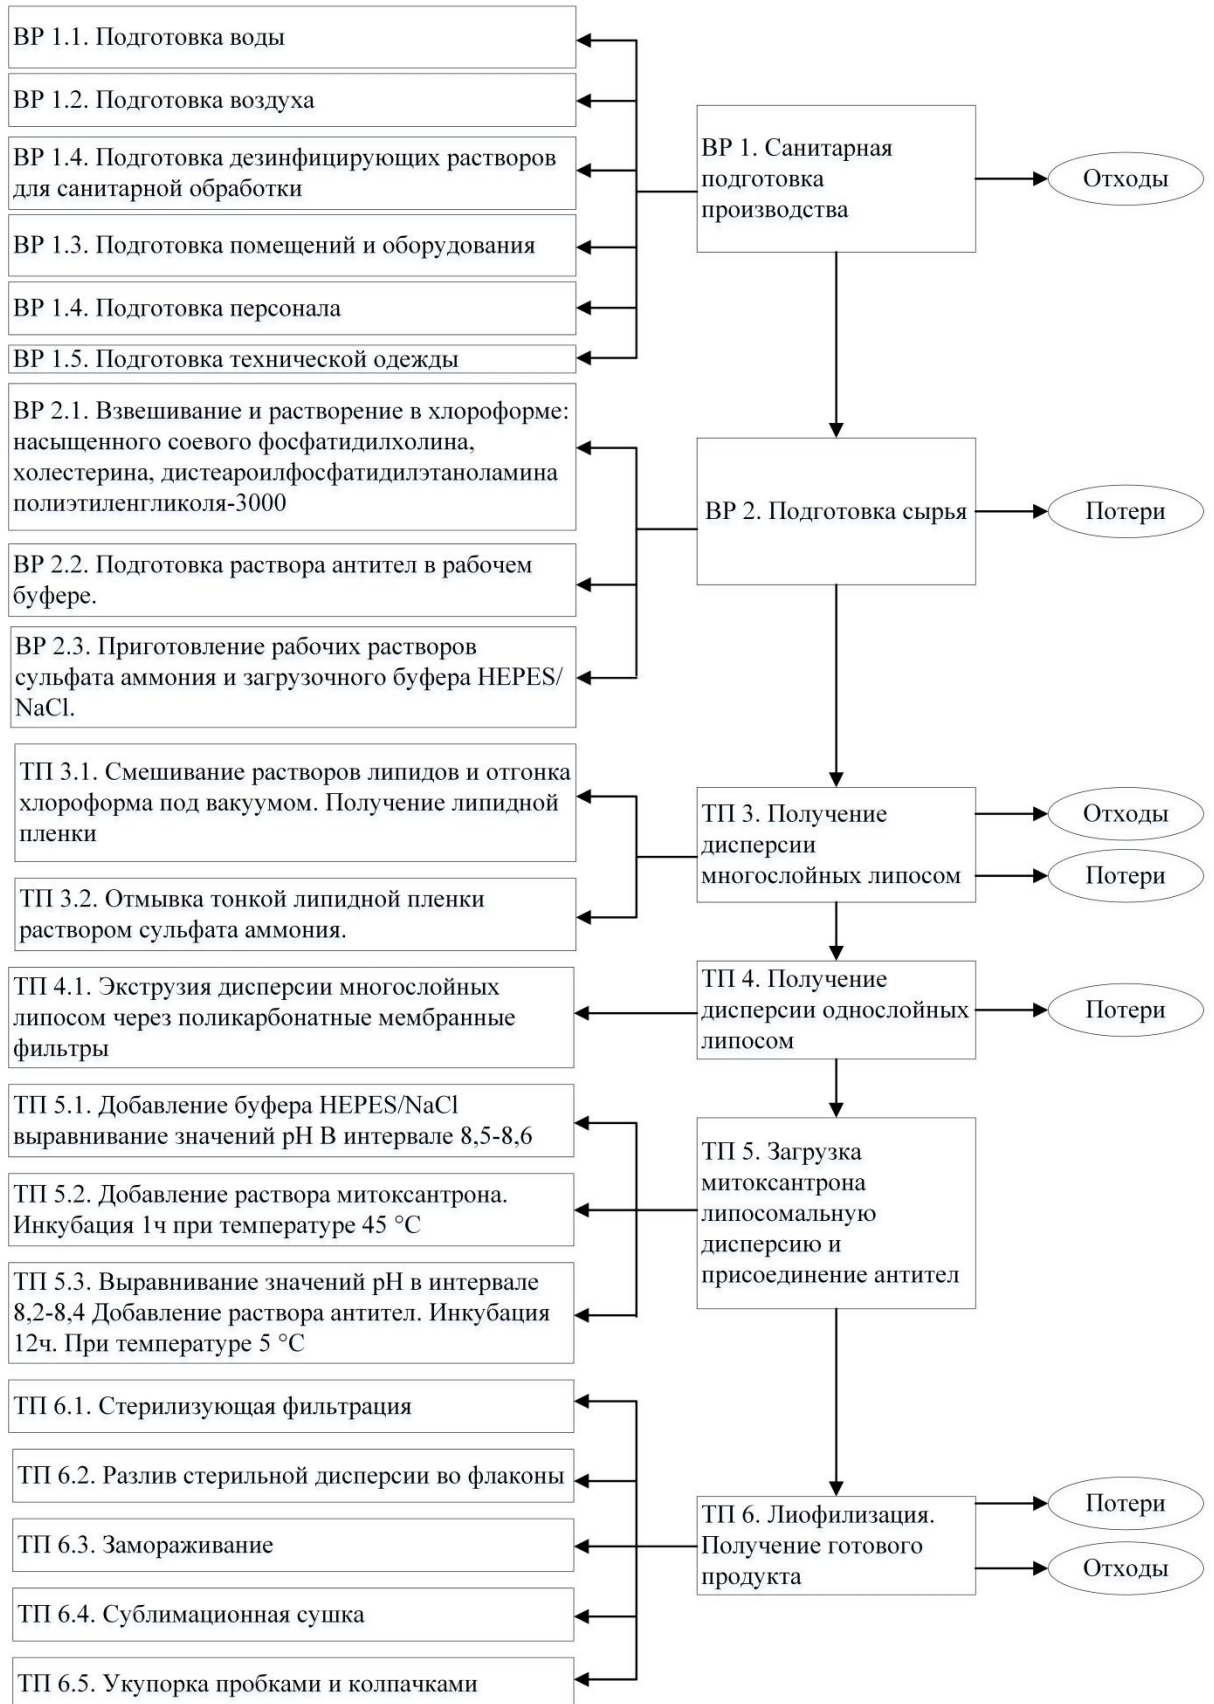 ВР 1.1. Подготовка воды
ВР 1.2. Подготовка воздуха
ВР 1.4. Подготовка дезинфицирующих растворов
для санитарной обработки
ВР 1.3. Подготовка помещений и оборудования
ВР 1.4. Подготовка персонала
ВР 1.5. Подготовка технической одежды
ВР 1. Санитарная
подготовка
производства
Отходы
ВР 2.1. Взвешивание и растворение в хлороформе:
насыщенного соевого фосфатидилхолина,
холестерина, дистеароилфосфатидилэтаноламина
полиэтиленгликоля-3000
ВР 2.2. Подготовка раствора антител в рабочем
буфере.
ВР 2.3. Приготовление рабочих растворов
сульфата аммония и загрузочного буфера HEPES/
NaCl.
ВР 2. Подготовка сырья
Потери
ТП 3.1. Смешивание растворов липидов и отгонка
хлороформа под вакуумом. Получение липидной
пленки
ТП 3.2. Отмывка тонкой липидной пленки
раствором сульфата аммония.
ТП 3. Получение
дисперсии
многослойных липосом
Отходы
Потери
ТП 4.1. Экструзия дисперсии многослойных
липосом через поликарбонатные мембранные
фильтры
ТП 4. Получение
дисперсии однослойных
липосом
Потери
ТП 5.1. Добавление буфера HEPES/NaCl
выравнивание значений pH В интервале 8,5-8,6
ТП 5.2. Добавление раствора митоксантрона.
Инкубация 1ч при температуре 45 °C
ТП 5.3. Выравнивание значений pH в интервале
8,2-8,4 Добавление раствора антител. Инкубация
12ч. При температуре 5 °C
ТП 5. Загрузка
митоксантрона
липосомальную
дисперсию и
присоединение антител
ТП 6.1. Стерилизующая фильтрация
ТП 6.2. Разлив стерильной дисперсии во флаконы
ТП 6.3. Замораживание
ТП 6.4. Сублимационная сушка
ТП 6.5. Укупорка пробками и колпачками
ТП 6. Лиофилизация.
Получение готового
продукта
Потери
Отходы